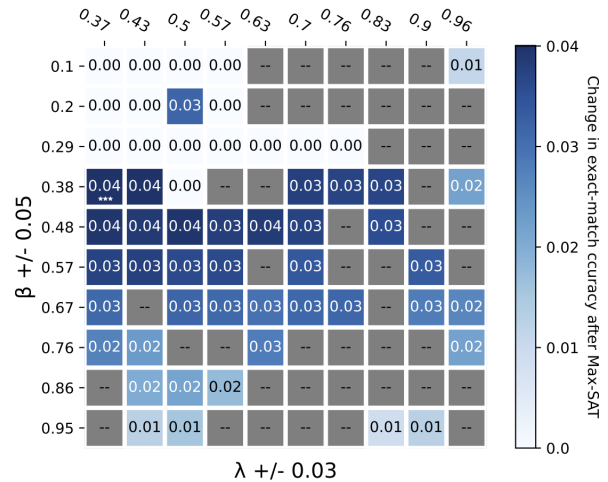 0.37 0.43 0.5 0.57 0.63 0.7 0.76 0.83 0.9 0.96
0.1 0.00 0.00 0.00 0.00 -- -- -- -- -- 0.01
0.2 0.00 0.00 0.03 0.00 -- -- -- -- -- --
0.29 0.00 0.00 0.00 0.00 0.00 0.00 0.00 -- -- --
0.38 0.04 0.04 0.00 -- -- 0.03 0.03 0.03 -- 0.02
***
0.48 0.04 0.04 0.04 0.03 0.04 0.03 -- 0.03 -- --
0.57 0.03 0.03 0.03 0.03 -- 0.03 -- -- 0.03 --
0.67 0.03 -- 0.03 0.03 0.03 0.03 0.03 -- 0.03 0.02
0.76 0.02 0.02 -- -- 0.03 -- -- -- -- 0.02
0.86 -- 0.02 0.02 0.02 -- -- -- -- -- --
0.95 -- 0.01 0.01 -- -- -- -- 0.01 0.01 --
β +/- 0.05
λ +/- 0.03
0.04
0.03
0.02
0.01
0.0
Change in exact-match ccuracy after Max-SAT